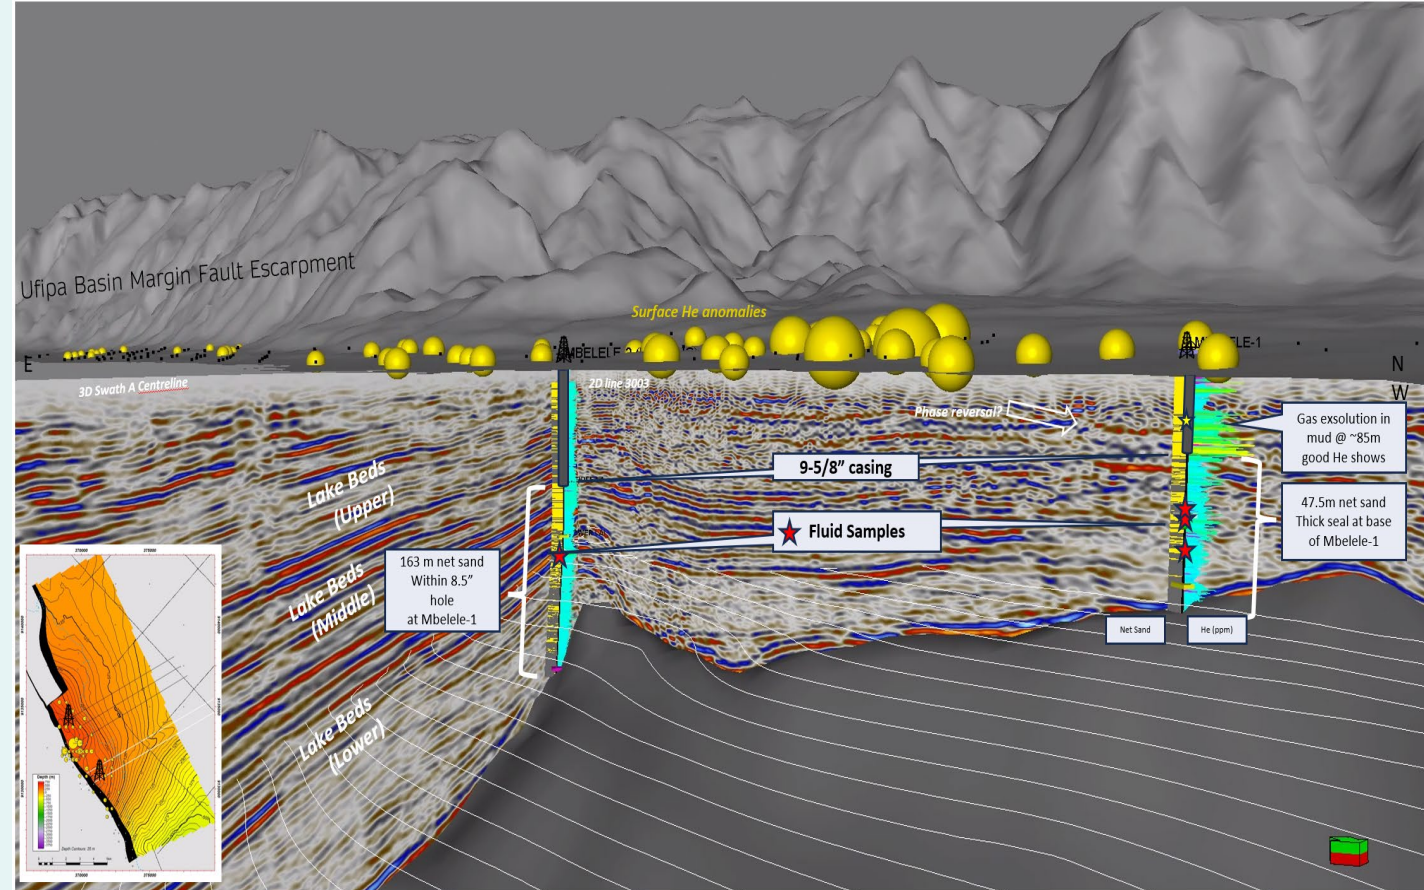 Ufipa Basin Margin Fault Escarpment
Surface He anomalies
E
N
W
3D Swath A Centreline
2D line 3003
Phase reversal?
Gas exsolution in
mud @ ~85m
good He shows
9-5/8” casing
Lake Beds
(Upper)
47.5m net sand
Thick seal at base
of Mbelele-1
Fluid Samples
163 m net sand
Within 8.5”
hole
at Mbelele-1
Lake Beds
(Middle)
Net Sand
He (ppm)
Lake Beds
(Lower)
Depth (m)